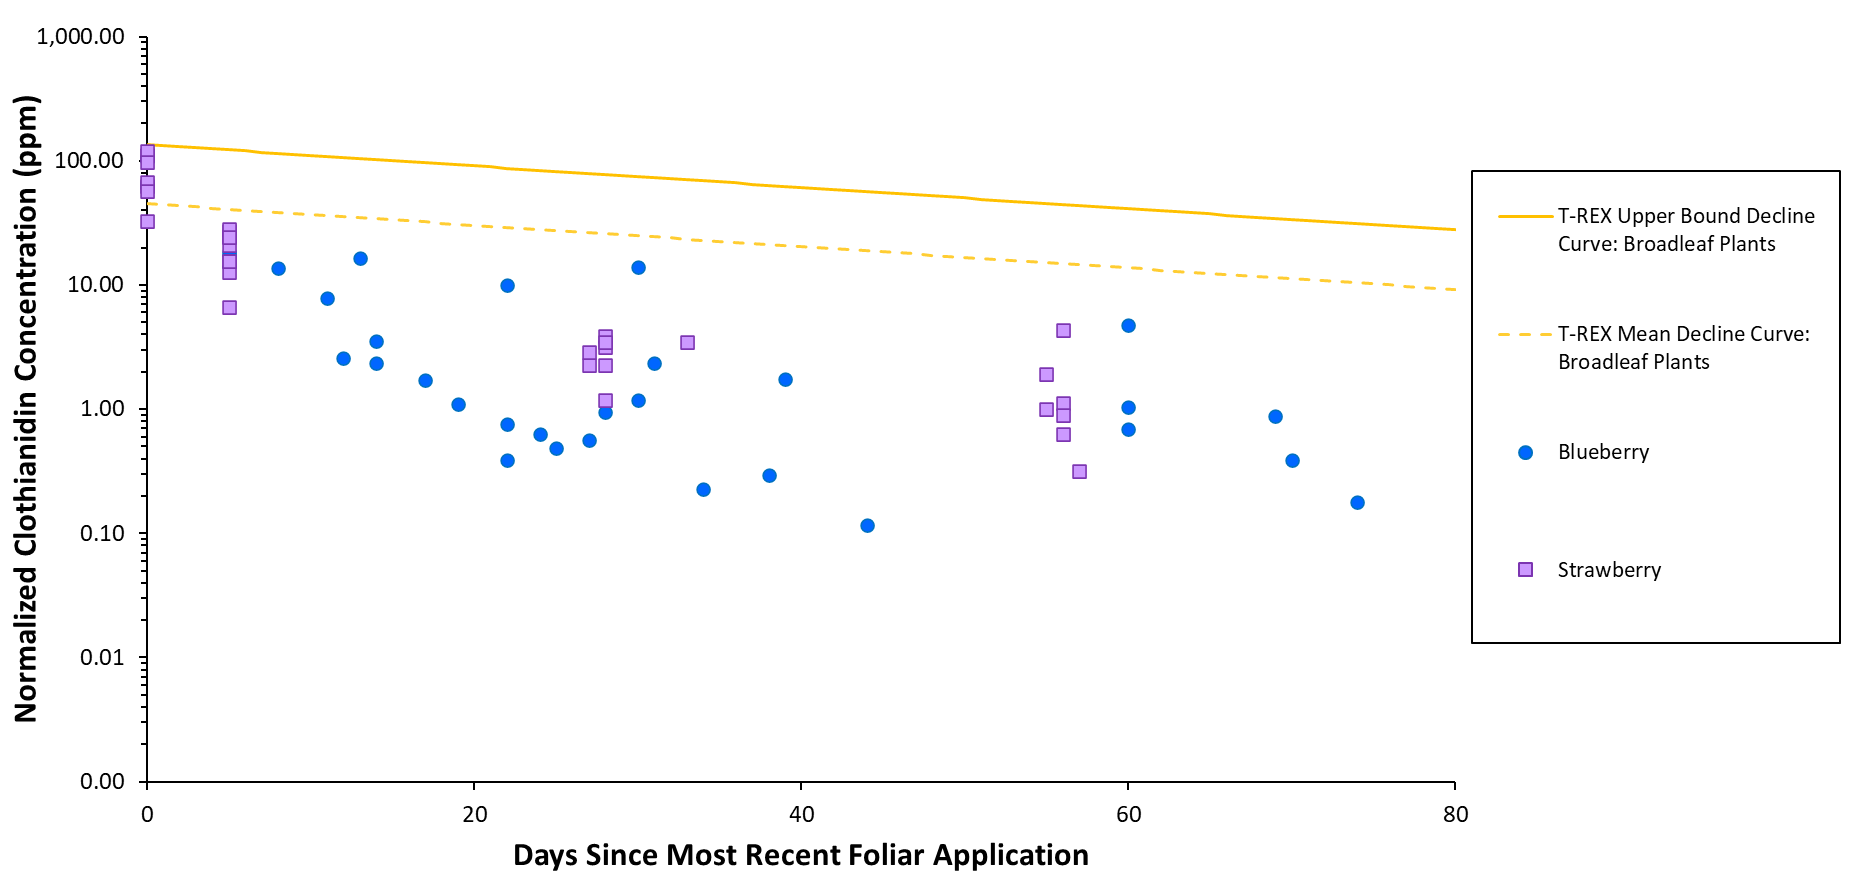 Normalized Clothianidin Concentration (ppm)
1,000.00
100.00
10.00
1.00
0.10
0.01
0.00
0
20
40
60
80
Days Since Most Recent Foliar Application
T-REX Upper Bound Decline
Curve: Broadleaf Plants
T-REX Mean Decline Curve:
Broadleaf Plants
Blueberry
Strawberry